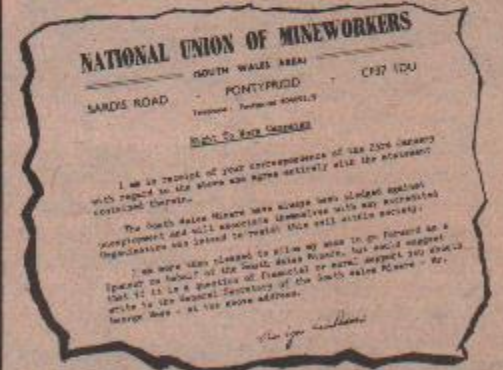 NATIONAL UNION OF MINEWORKERS
(SOUTH WALES AREA)
SARDIS ROAD - PONTYPRIDD - CF37 1DU
Right To Work Campaign
I am in receipt of your correspondence of the 23rd January
with regard to the above and agree entirely with the statement
contained therein.
The South Wales Miners have always been pledged against
unemployment and will associate themselves with any accredited
Organisation was issued to resist this evil within society.
I am more than pleased to allow my name to go forward as a
Sponsor on behalf of the South Wales Miners, but would suggest
that if it is a question of financial or moral support you should
write to the General Secretary of the South Wales Miners - Mr.
George Rees - at the above address.